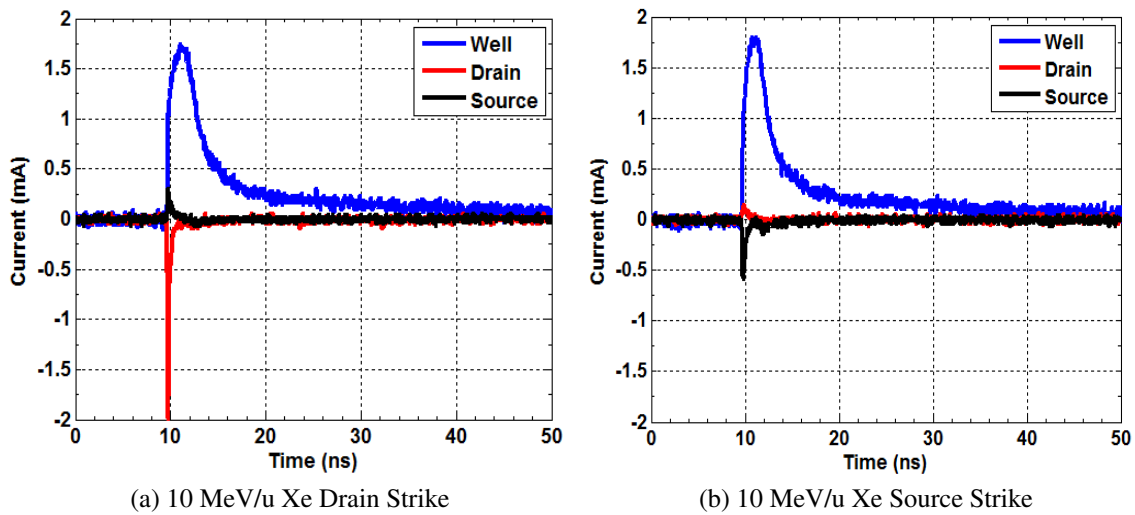 2
1.5
1
0.5
0
-0.5
-1
-1.5
-2
Current (mA)
Well
Drain
Source
0 10 20 30 40 50
Time (ns)
(a) 10 MeV/u Xe Drain Strike
2
1.5
1
0.5
0
-0.5
-1
-1.5
-2
Current (mA)
Well
Drain
Source
0 10 20 30 40 50
Time (ns)
(b) 10 MeV/u Xe Source Strike